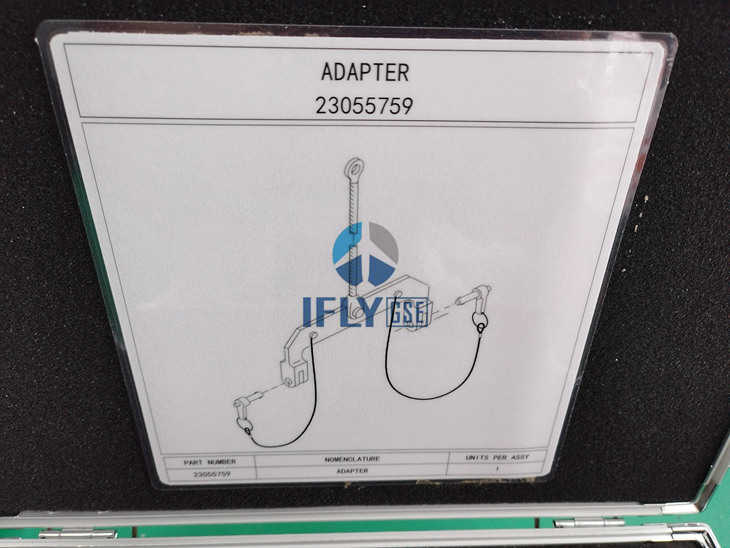 ADAPTER
23055759
IFLY GSE
PART NUMBER NOMENCLATURE UNITS PER ASSY
23055759 ADAPTER 1